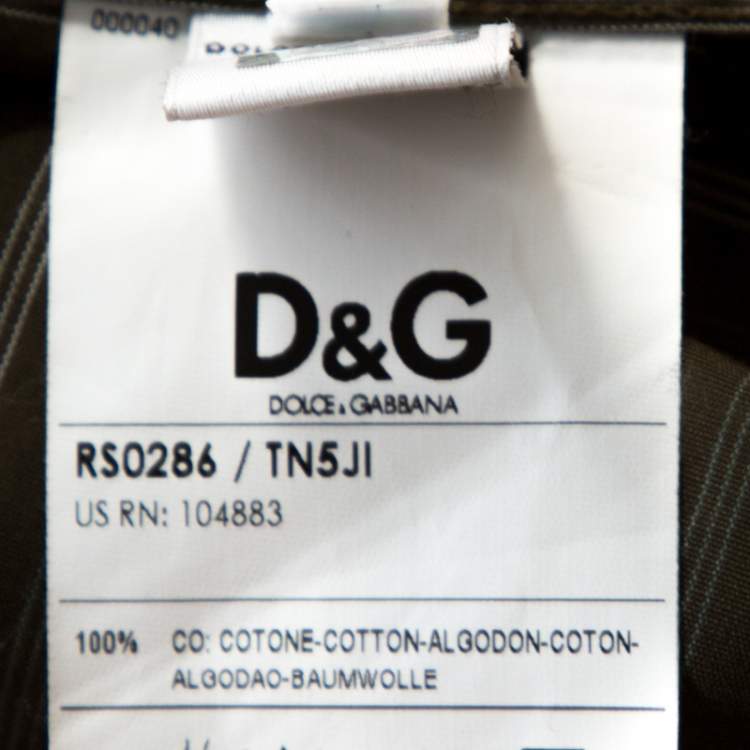 000040
D&G
DOLCE & GABBANA
RS0286 / TN5JI
US RN: 104883
100% CO: COTONE-COTTON-ALGODON-COTON-
ALGODAO-BAUMWOLLE